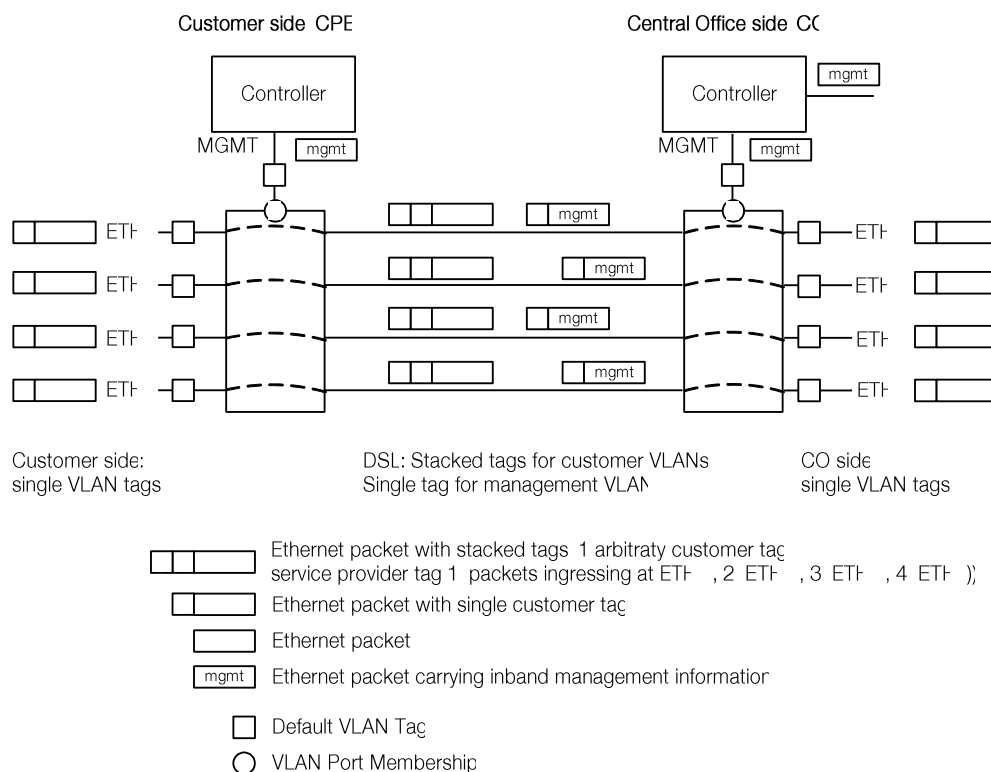 Customer side CPE
Central Office side CO
mgmt
Controller
Controller
MGMT
mgmt
MGMT
mgmt
mgmt
ETH
ETH
mgmt
ETH
ETH
mgmt
ETH
ETH
mgmt
ETH
ETH
Customer side:
single VLAN tags
DSL: Stacked tags for customer VLANs
Single tag for management VLAN
CO side
single VLAN tags
Ethernet packet with stacked tags 1 arbitraty customer tag
service provider tag 1 packets ingressing at ETH , 2 ETH , 3 ETH , 4 ETH ))
Ethernet packet with single customer tag
Ethernet packet
mgmt Ethernet packet carrying inband management information
Default VLAN Tag
VLAN Port Membership